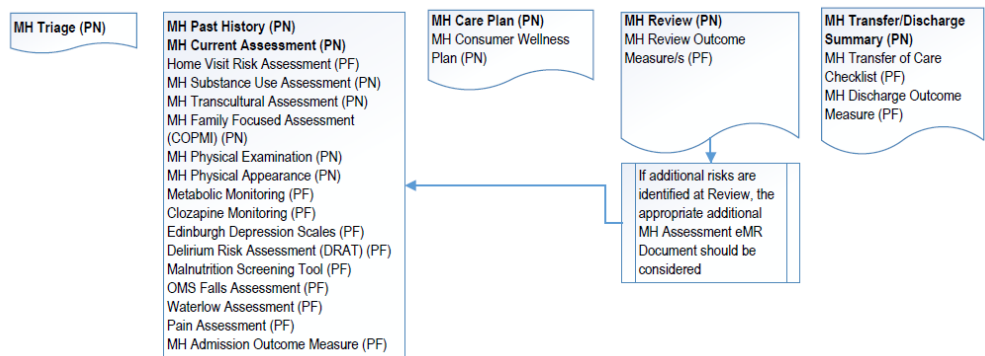 MH Triage (PN)
MH Past History (PN)
MH Current Assessment (PN)
Home Visit Risk Assessment (PF)
MH Substance Use Assessment (PN)
MH Transcultural Assessment (PN)
MH Family Focused Assessment
(COPMI) (PN)
MH Physical Examination (PN)
MH Physical Appearance (PN)
Metabolic Monitoring (PF)
Clozapine Monitoring (PF)
Edinburgh Depression Scales (PF)
Delirium Risk Assessment (DRAT) (PF)
Malnutrition Screening Tool (PF)
OMS Falls Assessment (PF)
Waterlow Assessment (PF)
Pain Assessment (PF)
MH Admission Outcome Measure (PF)
MH Care Plan (PN)
MH Consumer Wellness
Plan (PN)
MH Review (PN)
MH Review Outcome
Measure/s (PF)
If additional risks are
identified at Review, the
appropriate additional
MH Assessment eMR
Document should be
considered
MH Transfer/Discharge
Summary (PN)
MH Transfer of Care
Checklist (PF)
MH Discharge Outcome
Measure (PF)